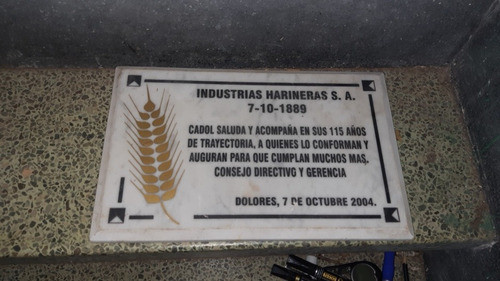 INDUSTRIAS HARINERAS S. A.
7-10-1889
CADOL SALUDA Y ACOMPAÑA EN SUS 115 AÑOS
DE TRAYECTORIA, A QUIENES LO CONFORMAN Y
AUGURAN PARA QUE CUMPLAN MUCHOS MAS.
CONSEJO DIRECTIVO Y GERENCIA
DOLORES, 7 DE OCTUBRE 2004.